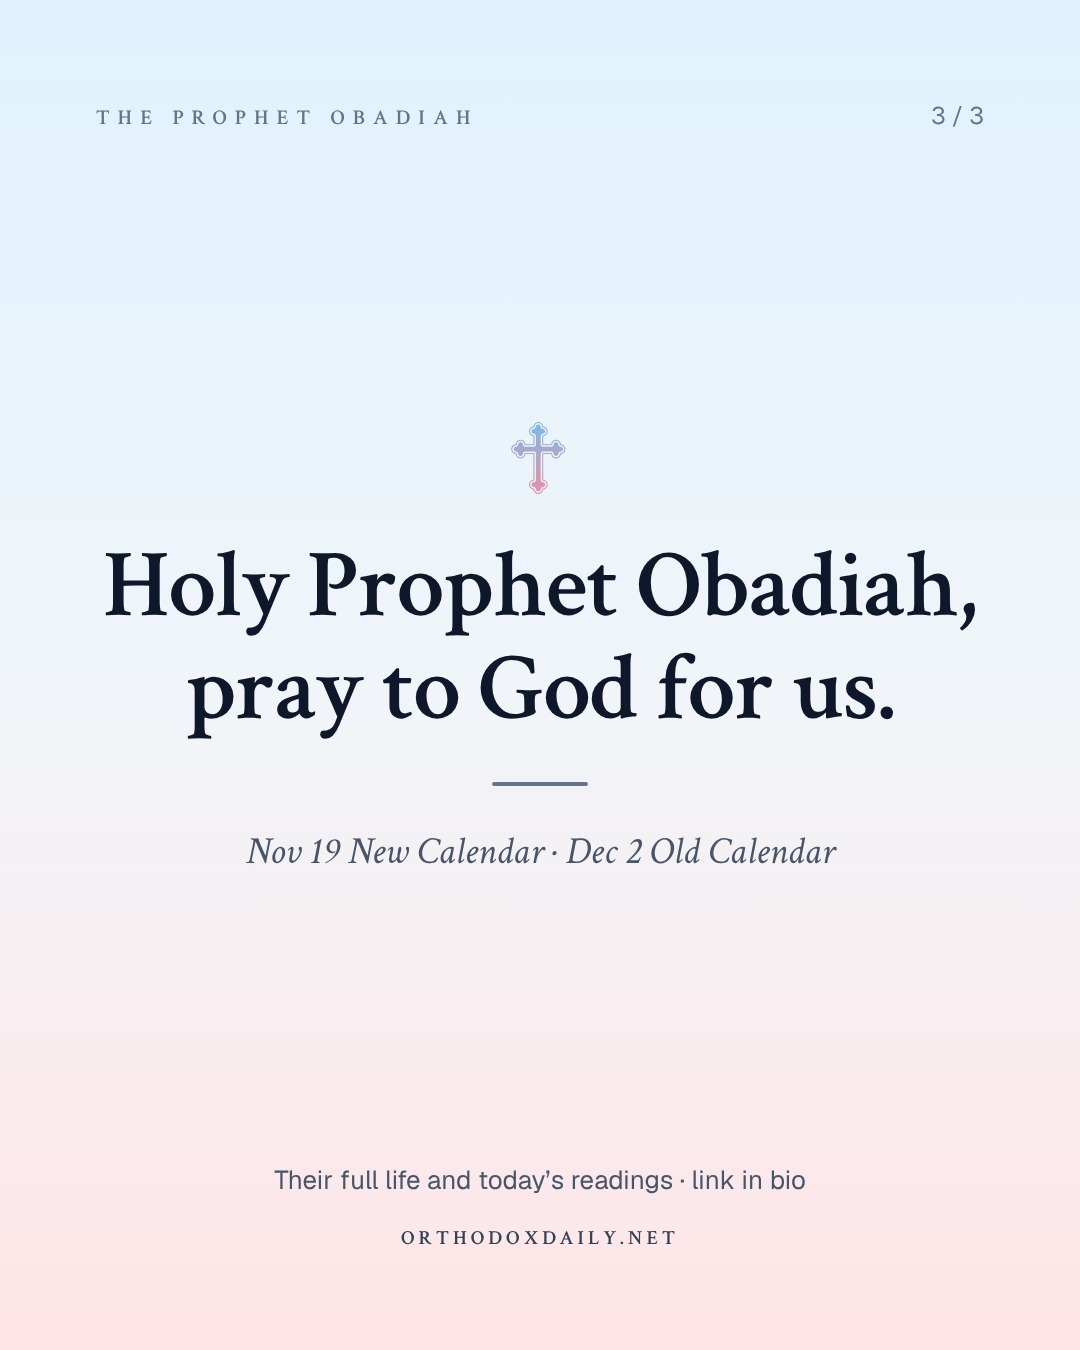 THE PROPHET OBADIAH
3 / 3
Holy Prophet Obadiah,
pray to God for us.
Nov 19 New Calendar · Dec 2 Old Calendar
Their full life and today’s readings · link in bio
ORTHODOXDAILY.NET